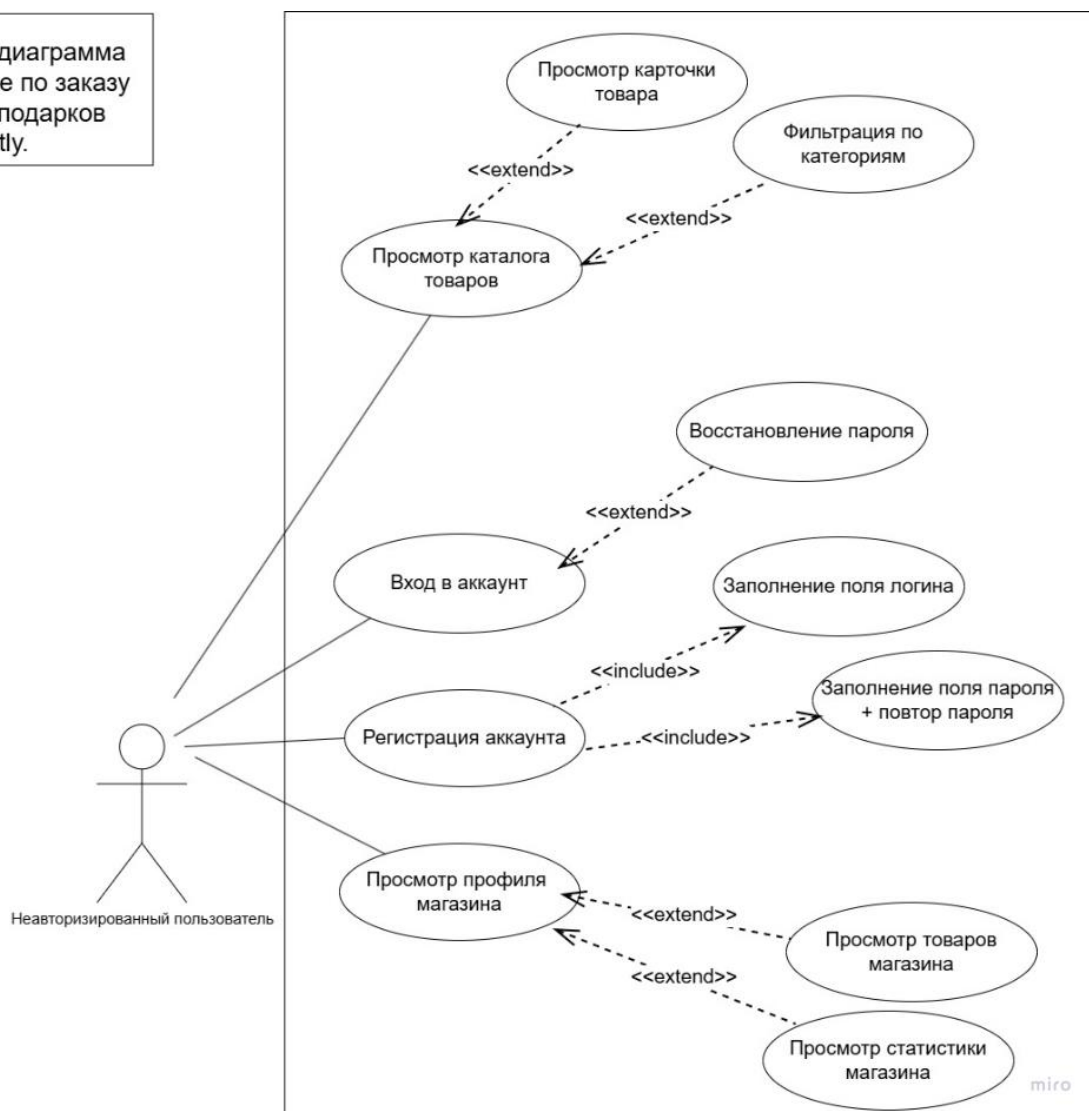 диаграмма
е по заказу
подарков
tly.
Просмотр карточки
товара
Фильтрация по
категориям
<<extend>>
<<extend>>
Просмотр каталога
товаров
Восстановление пароля
<<extend>>
Вход в аккаунт
Заполнение поля логина
<<include>>
Заполнение поля пароля
+ повтор пароля
Регистрация аккаунта
<<include>>
Просмотр профиля
магазина
Неавторизированный пользователь
<<extend>>
Просмотр товаров
магазина
<<extend>>
Просмотр статистики
магазина
miro